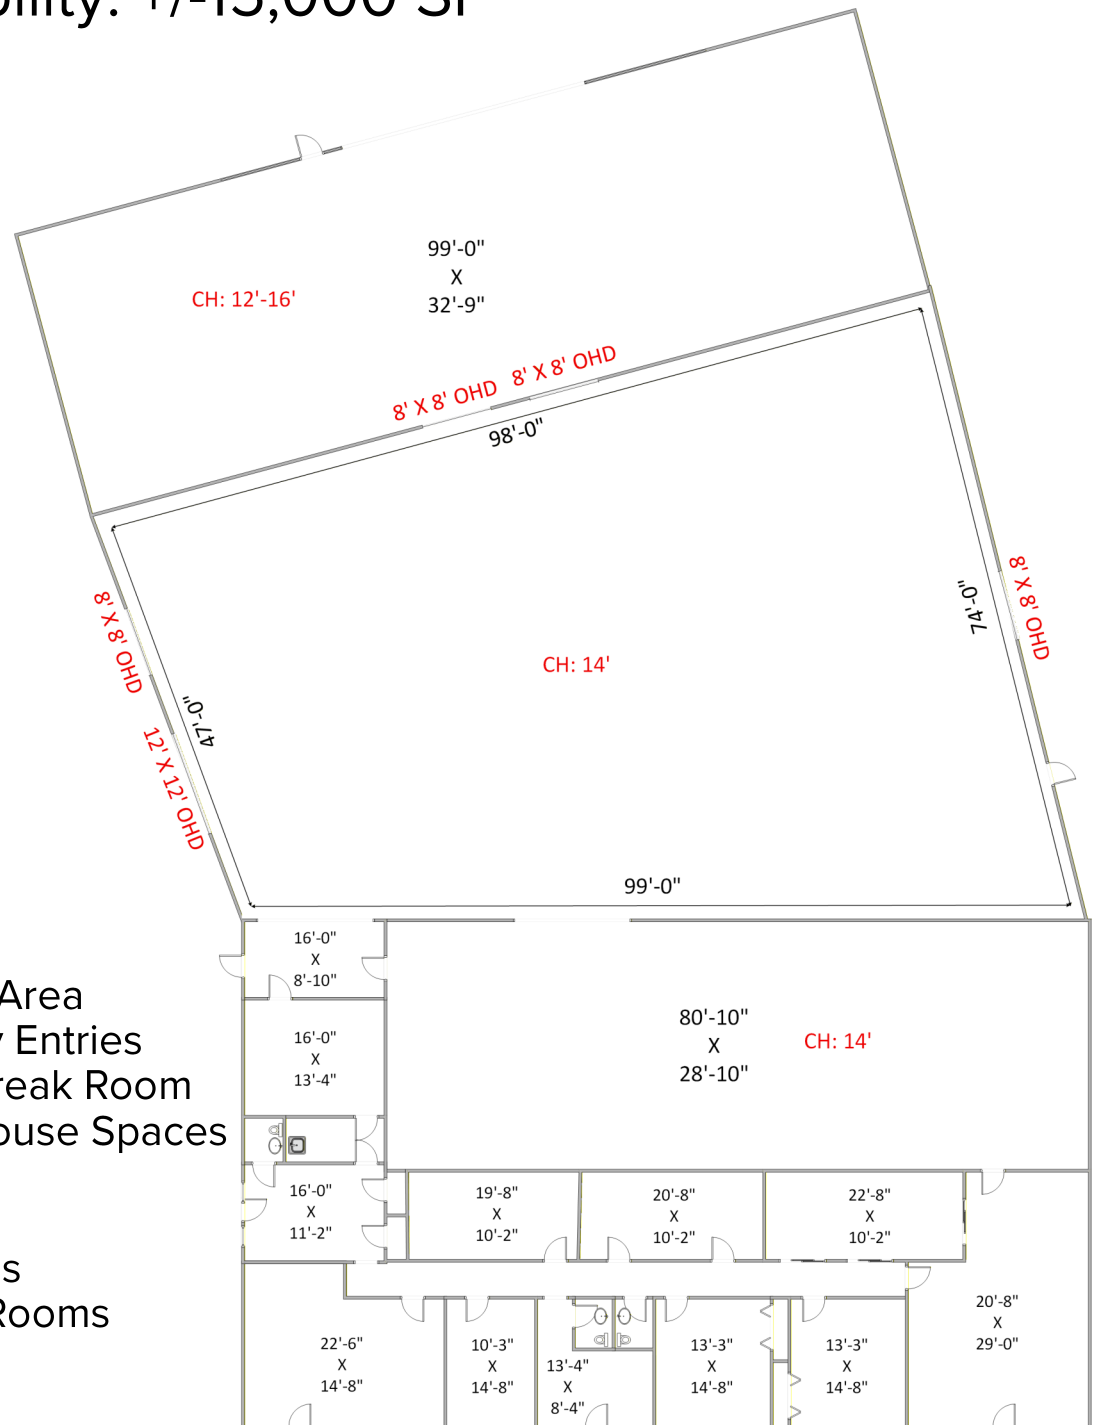 +/-15,000 SF
99'-0"
X
32'-9"
CH: 12'-16'
8' X 8' OHD
8' X 8' OHD
98'-0"
8' X 8' OHD
74'-0"
8' X 8' OHD
CH: 14'
47'-0"
12' X 12' OHD
99'-0"
16'-0"
X
8'-10"
Area
Entries
80'-10"
X
28'-10"
CH: 14'
16'-0"
X
13'-4"
reak Room
ouse Spaces
16'-0"
X
11'-2"
19'-8"
X
10'-2"
20'-8"
X
10'-2"
22'-8"
X
10'-2"
s
Rooms
20'-8"
X
29'-0"
22'-6"
X
14'-8"
10'-3"
X
14'-8"
13'-4"
X
8'-4"
13'-3"
X
14'-8"
13'-3"
X
14'-8"